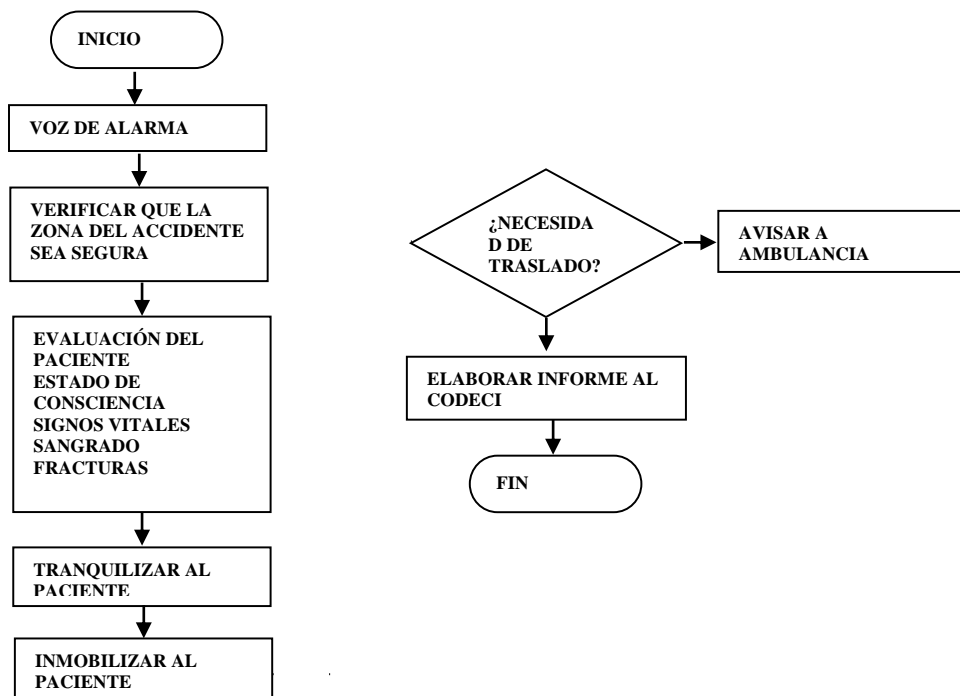 INICIO
VOZ DE ALARMA
VERIFICAR QUE LA
ZONA DEL ACCIDENTE
SEA SEGURA
EVALUACIÓN DEL
PACIENTE
ESTADO DE
CONSCIENCIA
SIGNOS VITALES
SANGRADO
FRACTURAS
TRANQUILIZAR AL
PACIENTE
INMOBILIZAR AL
PACIENTE
¿NECESIDA
D DE
TRASLADO?
AVISAR A
AMBULANCIA
ELABORAR INFORME AL
CODECI
FIN